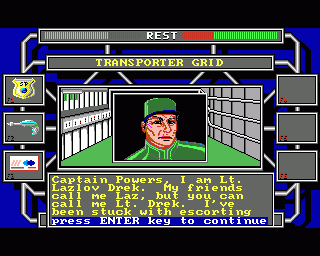 REST
TRANSPORTER GRID
Captain Powers, I am Lt.
Lazlov Drek.  My friends
call me Laz, but you can
call me Lt. Drek.  I've
been stuck with escorting
press ENTER key to continue